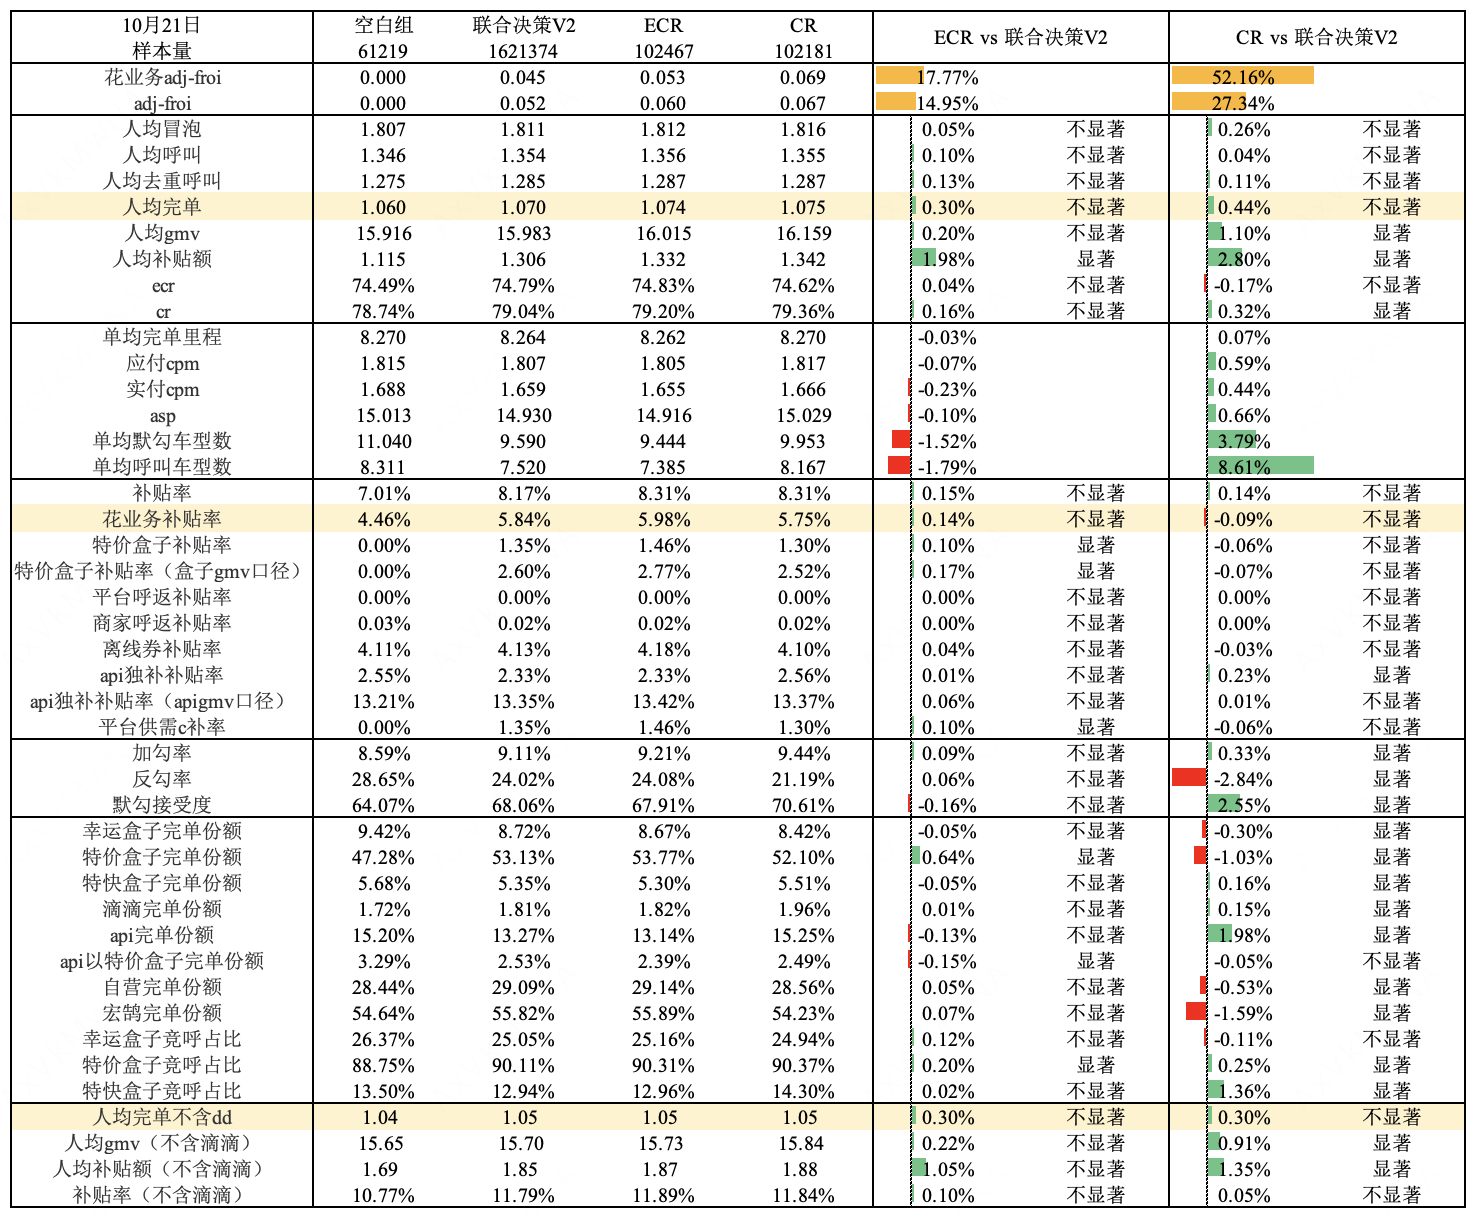 10月21日 空白组 联合决策V2 ECR CR ECR vs 联合决策V2 CR vs 联合决策V2
样本量 61219 1621374 102467 102181
花业务adj-froi 0.000 0.045 0.053 0.069 17.77% 52.16%
adj-froi 0.000 0.052 0.060 0.067 14.95% 27.34%
人均冒泡 1.807 1.811 1.812 1.816 0.05% 不显著 0.26% 不显著
人均呼叫 1.346 1.354 1.356 1.355 0.10% 不显著 0.04% 不显著
人均去重呼叫 1.275 1.285 1.287 1.287 0.13% 不显著 0.11% 不显著
人均完单 1.060 1.070 1.074 1.075 0.30% 不显著 0.44% 不显著
人均gmv 15.916 15.983 16.015 16.159 0.20% 不显著 1.10% 显著
人均补贴额 1.115 1.306 1.332 1.342 1.98% 显著 2.80% 显著
ecr 74.49% 74.79% 74.83% 74.62% 0.04% 不显著 -0.17% 不显著
cr 78.74% 79.04% 79.20% 79.36% 0.16% 不显著 0.32% 显著
单均完单里程 8.270 8.264 8.262 8.270 -0.03% 0.07%
应付cpm 1.815 1.807 1.805 1.817 -0.07% 0.59%
实付cpm 1.688 1.659 1.655 1.666 -0.23% 0.44%
asp 15.013 14.930 14.916 15.029 -0.10% 0.66%
单均默勾车型数 11.040 9.590 9.444 9.953 -1.52% 3.79%
单均呼叫车型数 8.311 7.520 7.385 8.167 -1.79% 8.61%
补贴率 7.01% 8.17% 8.31% 8.31% 0.15% 不显著 0.14% 不显著
花业务补贴率 4.46% 5.84% 5.98% 5.75% 0.14% 不显著 -0.09% 不显著
特价盒子补贴率 0.00% 1.35% 1.46% 1.30% 0.10% 显著 -0.06% 不显著
特价盒子补贴率（盒子gmv口径） 0.00% 2.60% 2.77% 2.52% 0.17% 显著 -0.07% 不显著
平台呼返补贴率 0.00% 0.00% 0.00% 0.00% 0.00% 不显著 0.00% 不显著
商家呼返补贴率 0.03% 0.02% 0.02% 0.02% 0.00% 不显著 0.00% 不显著
离线券补贴率 4.11% 4.13% 4.18% 4.10% 0.04% 不显著 -0.03% 不显著
api独补补贴率 2.55% 2.33% 2.33% 2.56% 0.01% 不显著 0.23% 显著
api独补补贴率（apigmv口径） 13.21% 13.35% 13.42% 13.37% 0.06% 不显著 0.01% 不显著
平台供需c补率 0.00% 1.35% 1.46% 1.30% 0.10% 显著 -0.06% 不显著
加勾率 8.59% 9.11% 9.21% 9.44% 0.09% 不显著 0.33% 显著
反勾率 28.65% 24.02% 24.08% 21.19% 0.06% 不显著 -2.84% 显著
默勾接受度 64.07% 68.06% 67.91% 70.61% -0.16% 不显著 2.55% 显著
幸运盒子完单份额 9.42% 8.72% 8.67% 8.42% -0.05% 不显著 -0.30% 显著
特价盒子完单份额 47.28% 53.13% 53.77% 52.10% 0.64% 显著 -1.03% 显著
特快盒子完单份额 5.68% 5.35% 5.30% 5.51% -0.05% 不显著 0.16% 显著
滴滴完单份额 1.72% 1.81% 1.82% 1.96% 0.01% 不显著 0.15% 显著
api完单份额 15.20% 13.27% 13.14% 15.25% -0.13% 不显著 1.98% 显著
api以特价盒子完单份额 3.29% 2.53% 2.39% 2.49% -0.15% 显著 -0.05% 不显著
自营完单份额 28.44% 29.09% 29.14% 28.56% 0.05% 不显著 -0.53% 显著
宏鹄完单份额 54.64% 55.82% 55.89% 54.23% 0.07% 不显著 -1.59% 显著
幸运盒子竞呼占比 26.37% 25.05% 25.16% 24.94% 0.12% 不显著 -0.11% 不显著
特价盒子竞呼占比 88.75% 90.11% 90.31% 90.37% 0.20% 显著 0.25% 显著
特快盒子竞呼占比 13.50% 12.94% 12.96% 14.30% 0.02% 不显著 1.36% 显著
人均完单不含dd 1.04 1.05 1.05 1.05 0.30% 不显著 0.30% 不显著
人均gmv（不含滴滴） 15.65 15.70 15.73 15.84 0.22% 不显著 0.91% 显著
人均补贴额（不含滴滴） 1.69 1.85 1.87 1.88 1.05% 不显著 1.35% 显著
补贴率（不含滴滴） 10.77% 11.79% 11.89% 11.84% 0.10% 不显著 0.05% 不显著